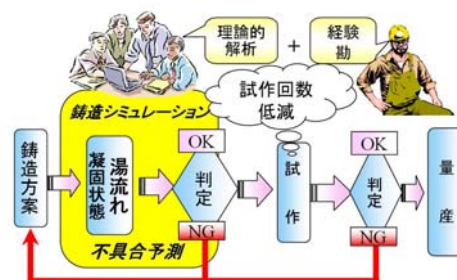 理論的
解析
+
経験
勘
試作回数
低減
鋳造シミュレーション
鋳造方案
湯流れ
凝固状態
OK
判定
NG
不具合予測
試作
OK
判定
NG
量産